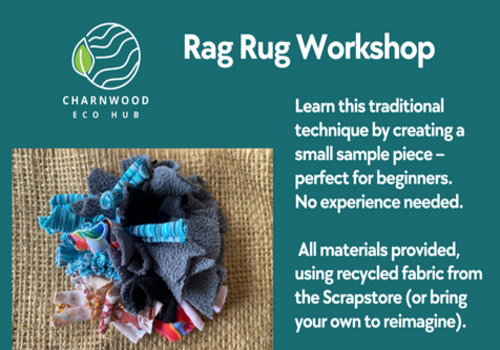 CHARNWOOD
ECO HUB
Rag Rug Workshop
Learn this traditional
technique by creating a
small sample piece –
perfect for beginners.
No experience needed.
All materials provided,
using recycled fabric from
the Scrapstore (or bring
your own to reimagine).